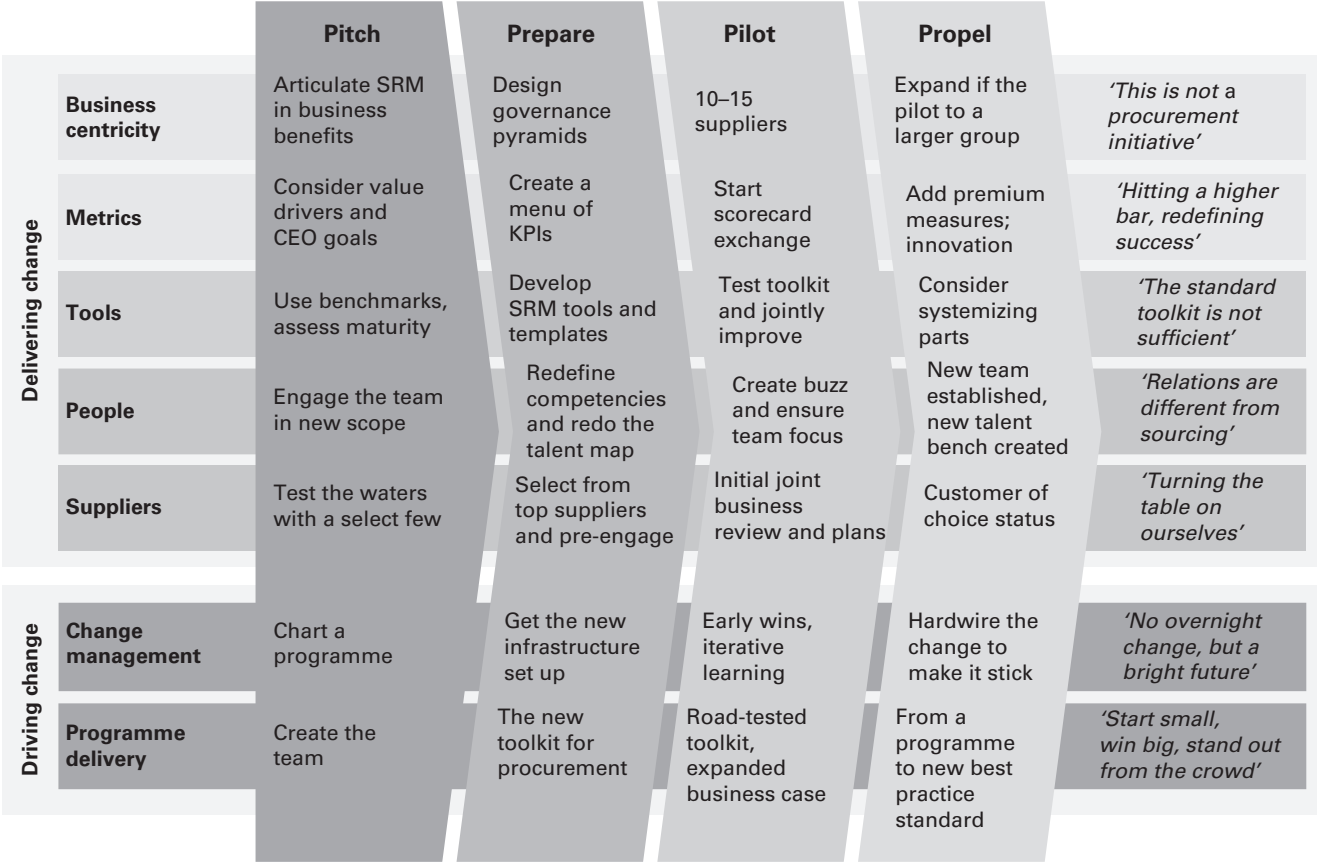 Pitch
Prepare
Pilot
Propel
Delivering change
Business
centricity
Articulate SRM
in business
benefits
Design
governance
pyramids
10–15
suppliers
Expand if the
pilot to a
larger group
‘This is not a
procurement
initiative’
Metrics
Consider value
drivers and
CEO goals
Create a
menu of
KPIs
Start
scorecard
exchange
Add premium
measures;
innovation
‘Hitting a higher
bar, redefining
success’
Tools
Use benchmarks,
assess maturity
Develop
SRM tools and
templates
Test toolkit
and jointly
improve
Consider
systemizing
parts
‘The standard
toolkit is not
sufficient’
People
Engage the team
in new scope
Redefine
competencies
and redo the
talent map
Create buzz
and ensure
team focus
New team
established,
new talent
bench created
‘Relations are
different from
sourcing’
Suppliers
Test the waters
with a select few
Select from
top suppliers
and pre-engage
Initial joint
business
review and plans
Customer of
choice status
‘Turning the
table on
ourselves’
Driving change
Change
management
Chart a
programme
Get the new
infrastructure
set up
Early wins,
iterative
learning
Hardwire the
change to
make it stick
‘No overnight
change, but a
bright future’
Programme
delivery
Create the
team
The new
toolkit for
procurement
Road-tested
toolkit,
expanded
business case
From a
programme
to new best
practice
standard
‘Start small,
win big, stand out
from the crowd’